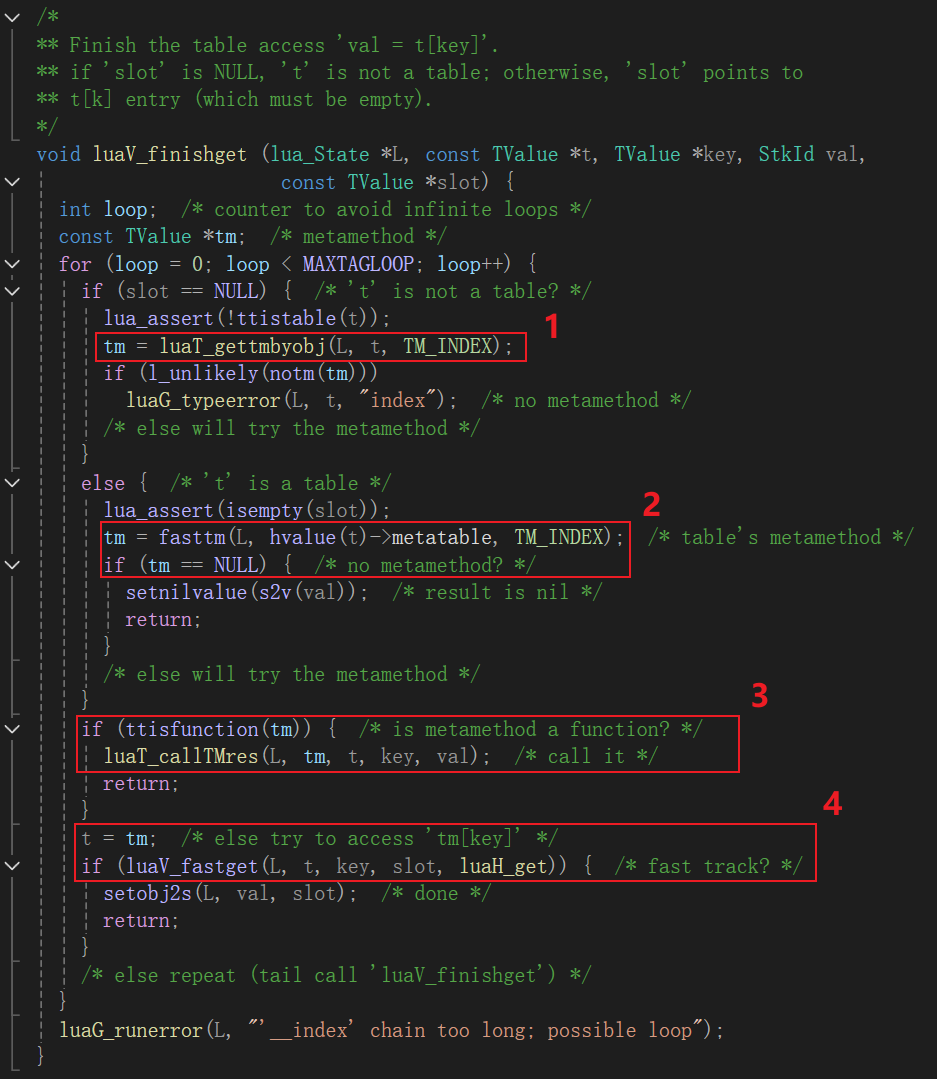 /*
** Finish the table access 'val = t[key]'.
** if 'slot' is NULL, 't' is not a table; otherwise, 'slot' points to
** t[k] entry (which must be empty).
*/
void luaV_finishget (lua_State *L, const TValue *t, TValue *key, StkId val,
const TValue *slot) {
int loop;  /* counter to avoid infinite loops */
const TValue *tm;  /* metamethod */
for (loop = 0; loop < MAXTAGLOOP; loop++) {
if (slot == NULL) {  /* 't' is not a table? */
lua_assert(!ttistable(t));
1
tm = luaT_gettmbyobj(L, t, TM_INDEX);
if (l_unlikely(notm(tm)))
luaG_typeerror(L, t, "index");  /* no metamethod */
/* else will try the metamethod */
}
else {  /* 't' is a table */
lua_assert(isempty(slot));
2
tm = fasttm(L, hvalue(t)->metatable, TM_INDEX);  /* table's metamethod */
if (tm == NULL) {  /* no metamethod? */
setnilvalue(s2v(val));  /* result is nil */
return;
}
/* else will try the metamethod */
}
3
if (ttisfunction(tm)) {  /* is metamethod a function? */
luaT_callTMres(L, tm, t, key, val);  /* call it */
return;
}
4
t = tm;  /* else try to access 'tm[key]' */
if (luaV_fastget(L, t, key, slot, luaH_get)) {  /* fast track? */
setobj2s(L, val, slot);  /* done */
return;
}
/* else repeat (tail call 'luaV_finishget') */
}
luaG_runerror(L, "'__index' chain too long; possible loop");
}